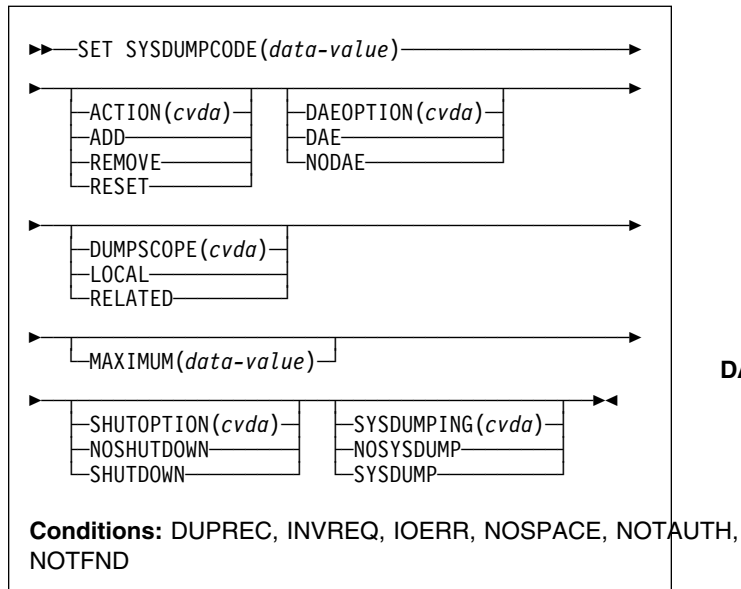 SET SYSDUMPCODE(data-value)
ACTION(cvda) DAEOPTION(cvda)
ADD DAE
REMOVE NODAE
RESET
DUMPSCOPE(cvda)
LOCAL
RELATED
MAXIMUM(data-value)
DA
SHUTOPTION(cvda) SYSDUMPING(cvda)
NOSHUTDOWN NOSYSDUMP
SHUTDOWN SYSDUMP
Conditions: DUPREC, INVREQ, IOERR, NOSPACE, NOTAUTH,
NOTFND